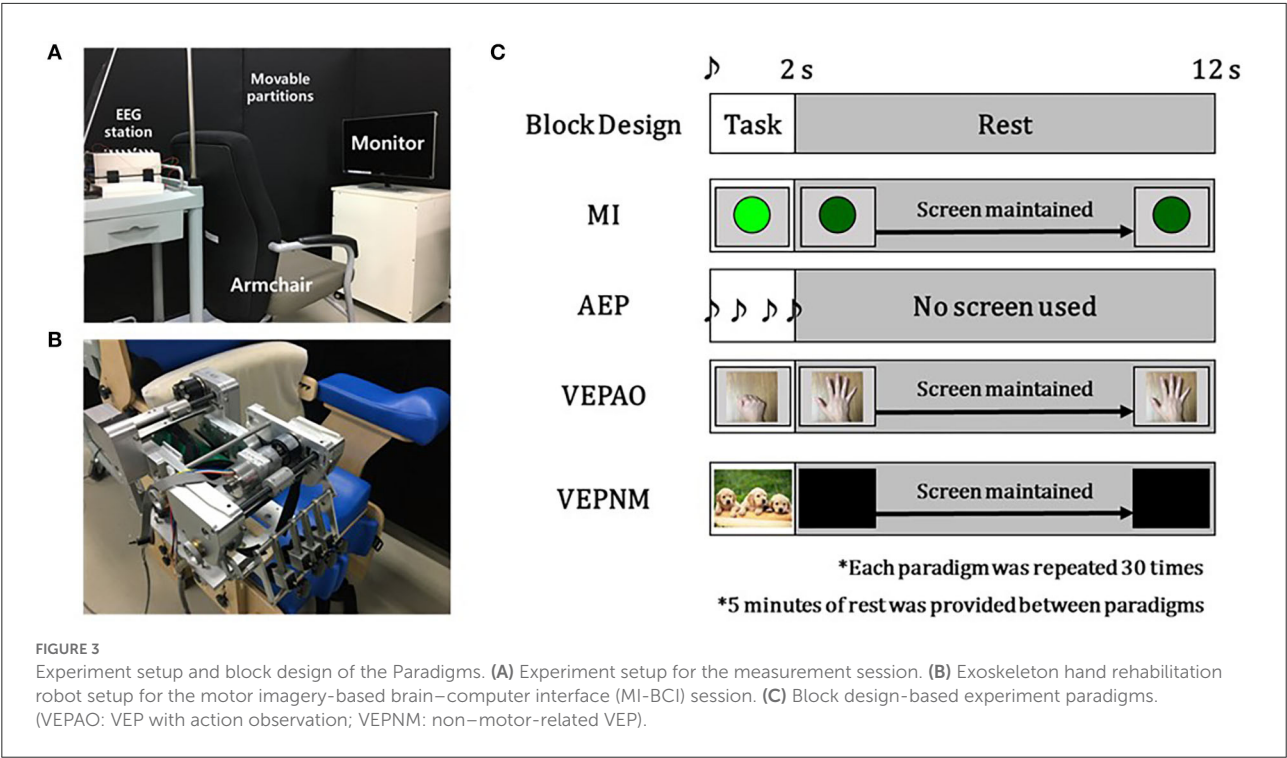 A
EEG
station
Movable
partitions
Monitor
Armchair
B
C
♪ 2 s 12 s
Block Design Task Rest
MI Screen maintained
AEP ♪ ♪ ♪ ♪ No screen used
VEPAO Screen maintained
VEPNM Screen maintained
*Each paradigm was repeated 30 times
*5 minutes of rest was provided between paradigms
FIGURE 3
Experiment setup and block design of the Paradigms. (A) Experiment setup for the measurement session. (B) Exoskeleton hand rehabilitation
robot setup for the motor imagery-based brain–computer interface (MI-BCI) session. (C) Block design-based experiment paradigms.
(VEPAO: VEP with action observation; VEPNM: non–motor-related VEP).